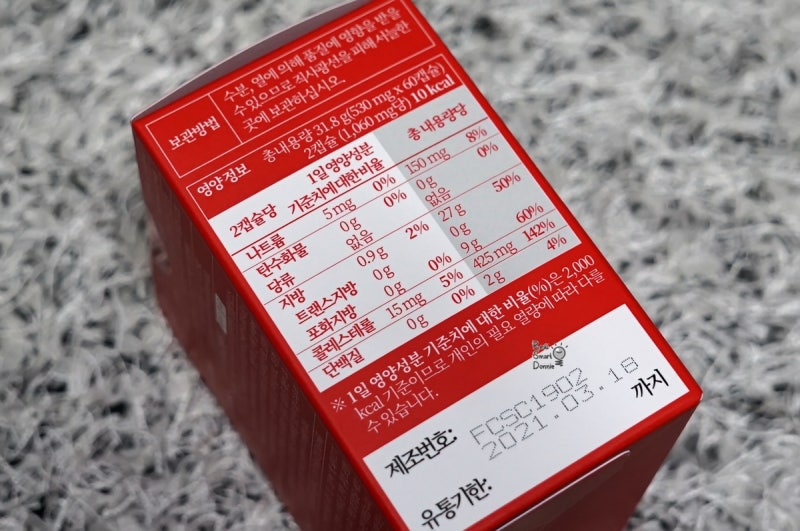 보관방법
수분, 열에 의해 품질에 영향을 받을
수 있으므로 직사광선을 피해 서늘한
곳에 보관하십시오.
영양정보
총 내용량 31.8 g(530 mg x 60캡슐)
2캡슐 (1,060 mg)당 10 kcal
2캡슐당 1일 영양성분 총 내용량당
기준치에 대한 비율
나트륨 5 mg 0% 150 mg 8%
탄수화물 0 g 0% 0 g 0%
당류 없음 없음
지방 0.9 g 2% 27 g 50%
트랜스지방 0 g 0 g
포화지방 0 g 0% 9 g 60%
콜레스테롤 15 mg 5% 425 mg 142%
단백질 0 g 0% 2 g 4%
※ 1일 영양성분 기준치에 대한 비율(%)은 2,000
kcal 기준이므로 개인의 필요 열량에 따라 다를
수 있습니다.
Smart
Donnie
제조번호: FCSC1902
유통기한: 2021.03.18 까지